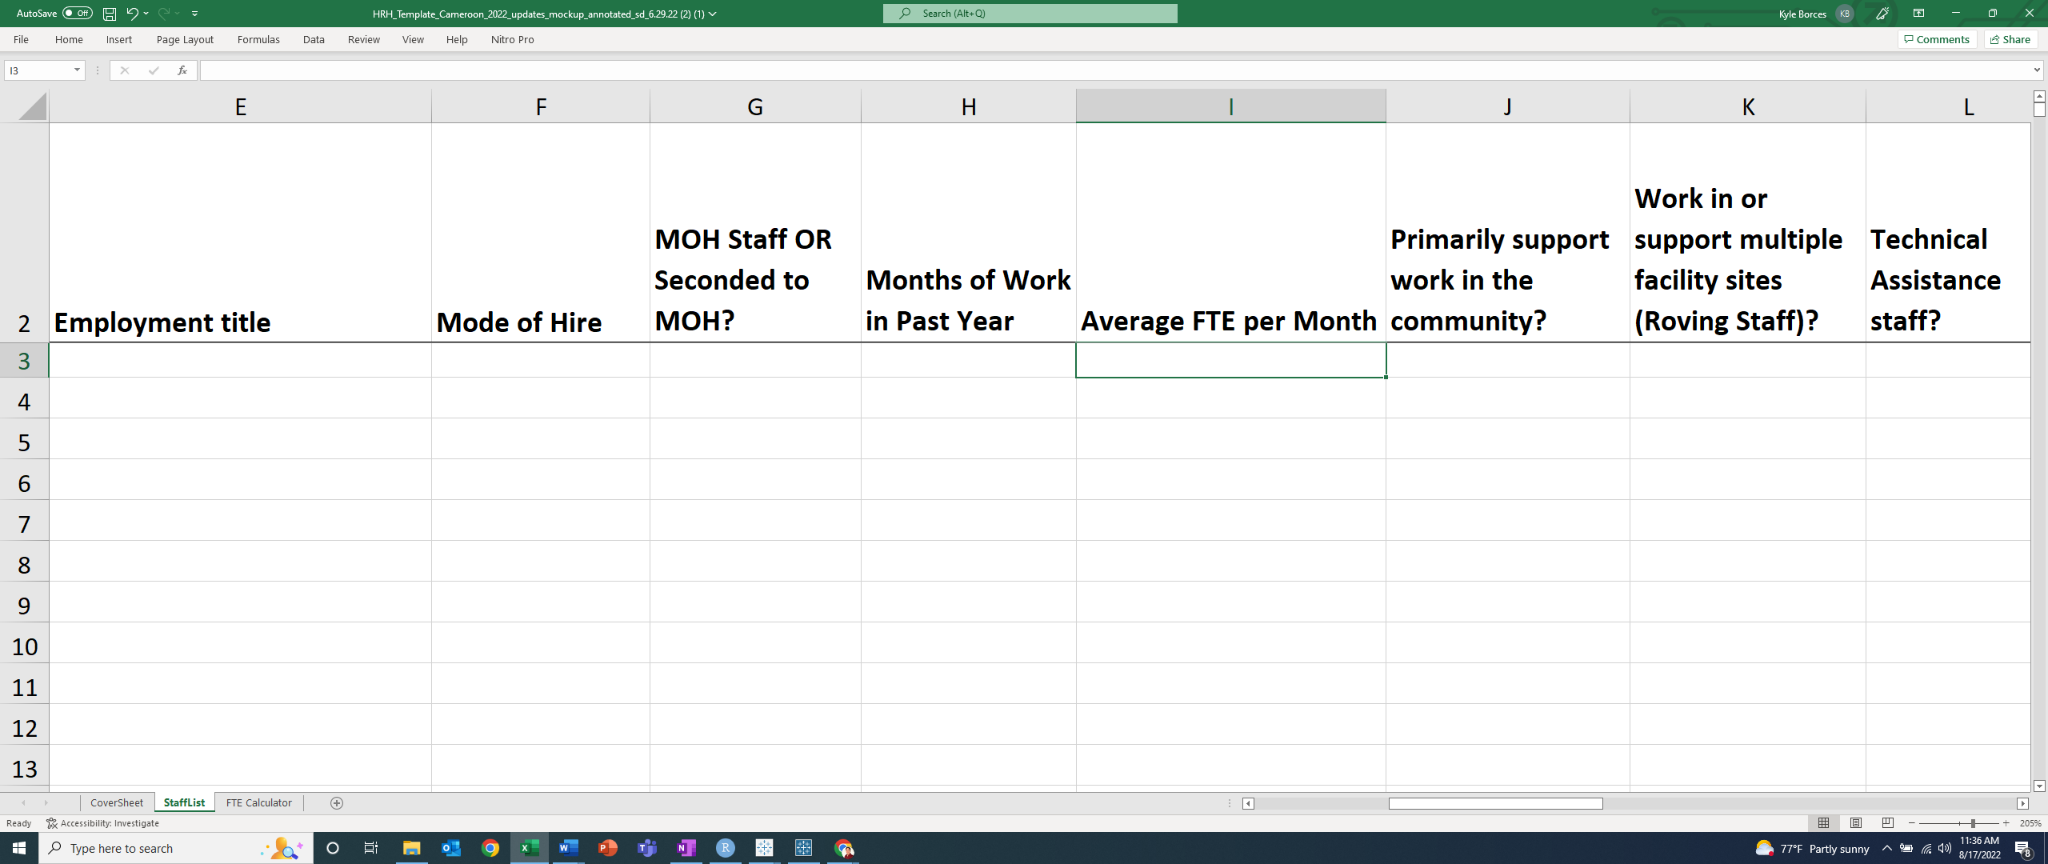 AutoSave Off HRH_Template_Cameroon_2022_updates_mockup_annotated_sd_6.29.22 (2) (1) Search (Alt+Q) Kyle Borces KB
File Home Insert Page Layout Formulas Data Review View Help Nitro Pro Comments Share
I3 fx
E F G H I J K L
2 Employment title
Mode of Hire
MOH Staff OR
Seconded to
MOH?
Months of Work
in Past Year
Average FTE per Month
Primarily support
work in the
community?
Work in or
support multiple
facility sites
(Roving Staff)?
Technical
Assistance
staff?
3
4
5
6
7
8
9
10
11
12
13
CoverSheet StaffList FTE Calculator
Ready Accessibility: Investigate 205%
Type here to search 77°F Partly sunny 11:36 AM
8/17/2022
8